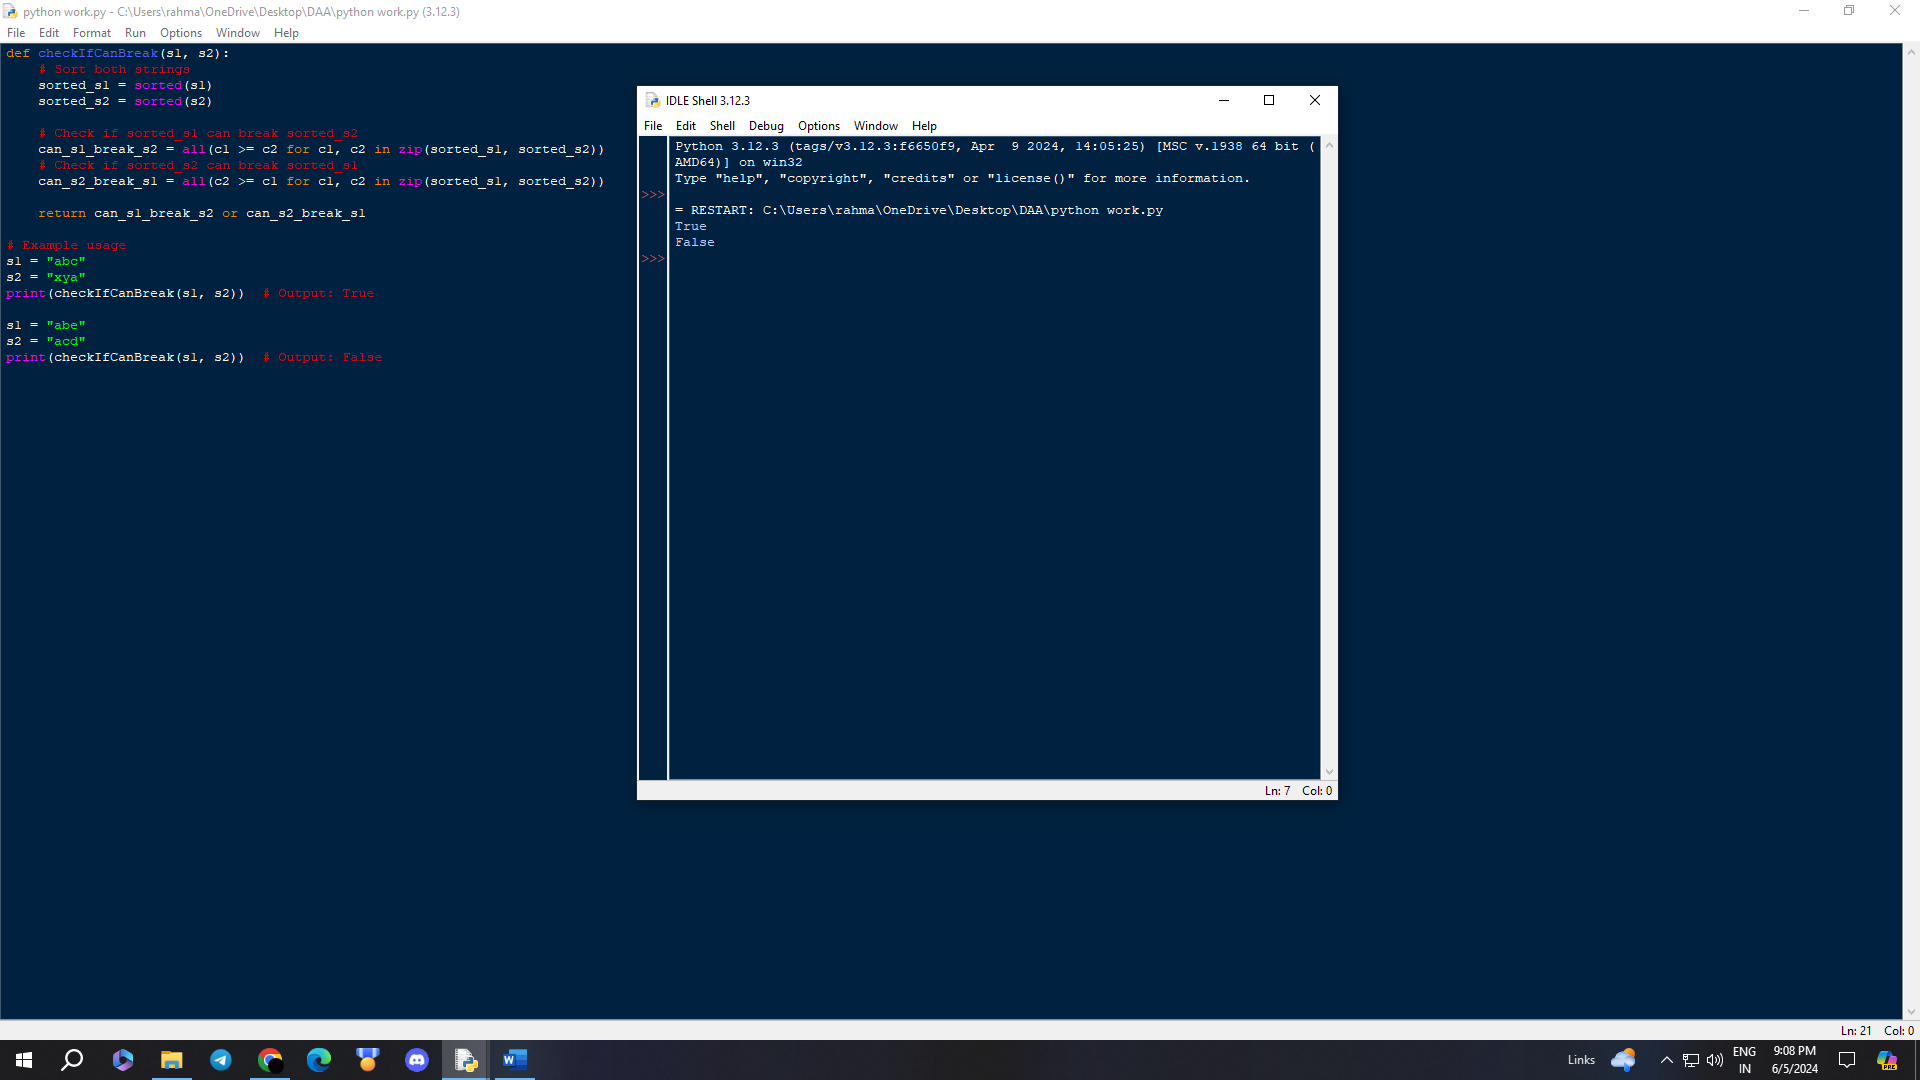 python work.py - C:\Users\rahma\OneDrive\Desktop\DAA\python work.py (3.12.3)
File Edit Format Run Options Window Help
def checkIfCanBreak(s1, s2):
    # Sort both strings
    sorted_s1 = sorted(s1)
    sorted_s2 = sorted(s2)
    # Check if sorted_s1 can break sorted_s2
    can_s1_break_s2 = all(c1 >= c2 for c1, c2 in zip(sorted_s1, sorted_s2))
    # Check if sorted_s2 can break sorted_s1
    can_s2_break_s1 = all(c2 >= c1 for c1, c2 in zip(sorted_s1, sorted_s2))
    return can_s1_break_s2 or can_s2_break_s1
# Example usage
s1 = "abc"
s2 = "xya"
print(checkIfCanBreak(s1, s2))  # Output: True
s1 = "abe"
s2 = "acd"
print(checkIfCanBreak(s1, s2))  # Output: False
IDLE Shell 3.12.3
File Edit Shell Debug Options Window Help
Python 3.12.3 (tags/v3.12.3:f6650f9, Apr  9 2024, 14:05:25) [MSC v.1938 64 bit (
AMD64)] on win32
Type "help", "copyright", "credits" or "license()" for more information.
>>>
= RESTART: C:\Users\rahma\OneDrive\Desktop\DAA\python work.py
True
False
>>>
Ln: 7 Col: 0
Ln: 21 Col: 0
Links
ENG
IN
9:08 PM
6/5/2024